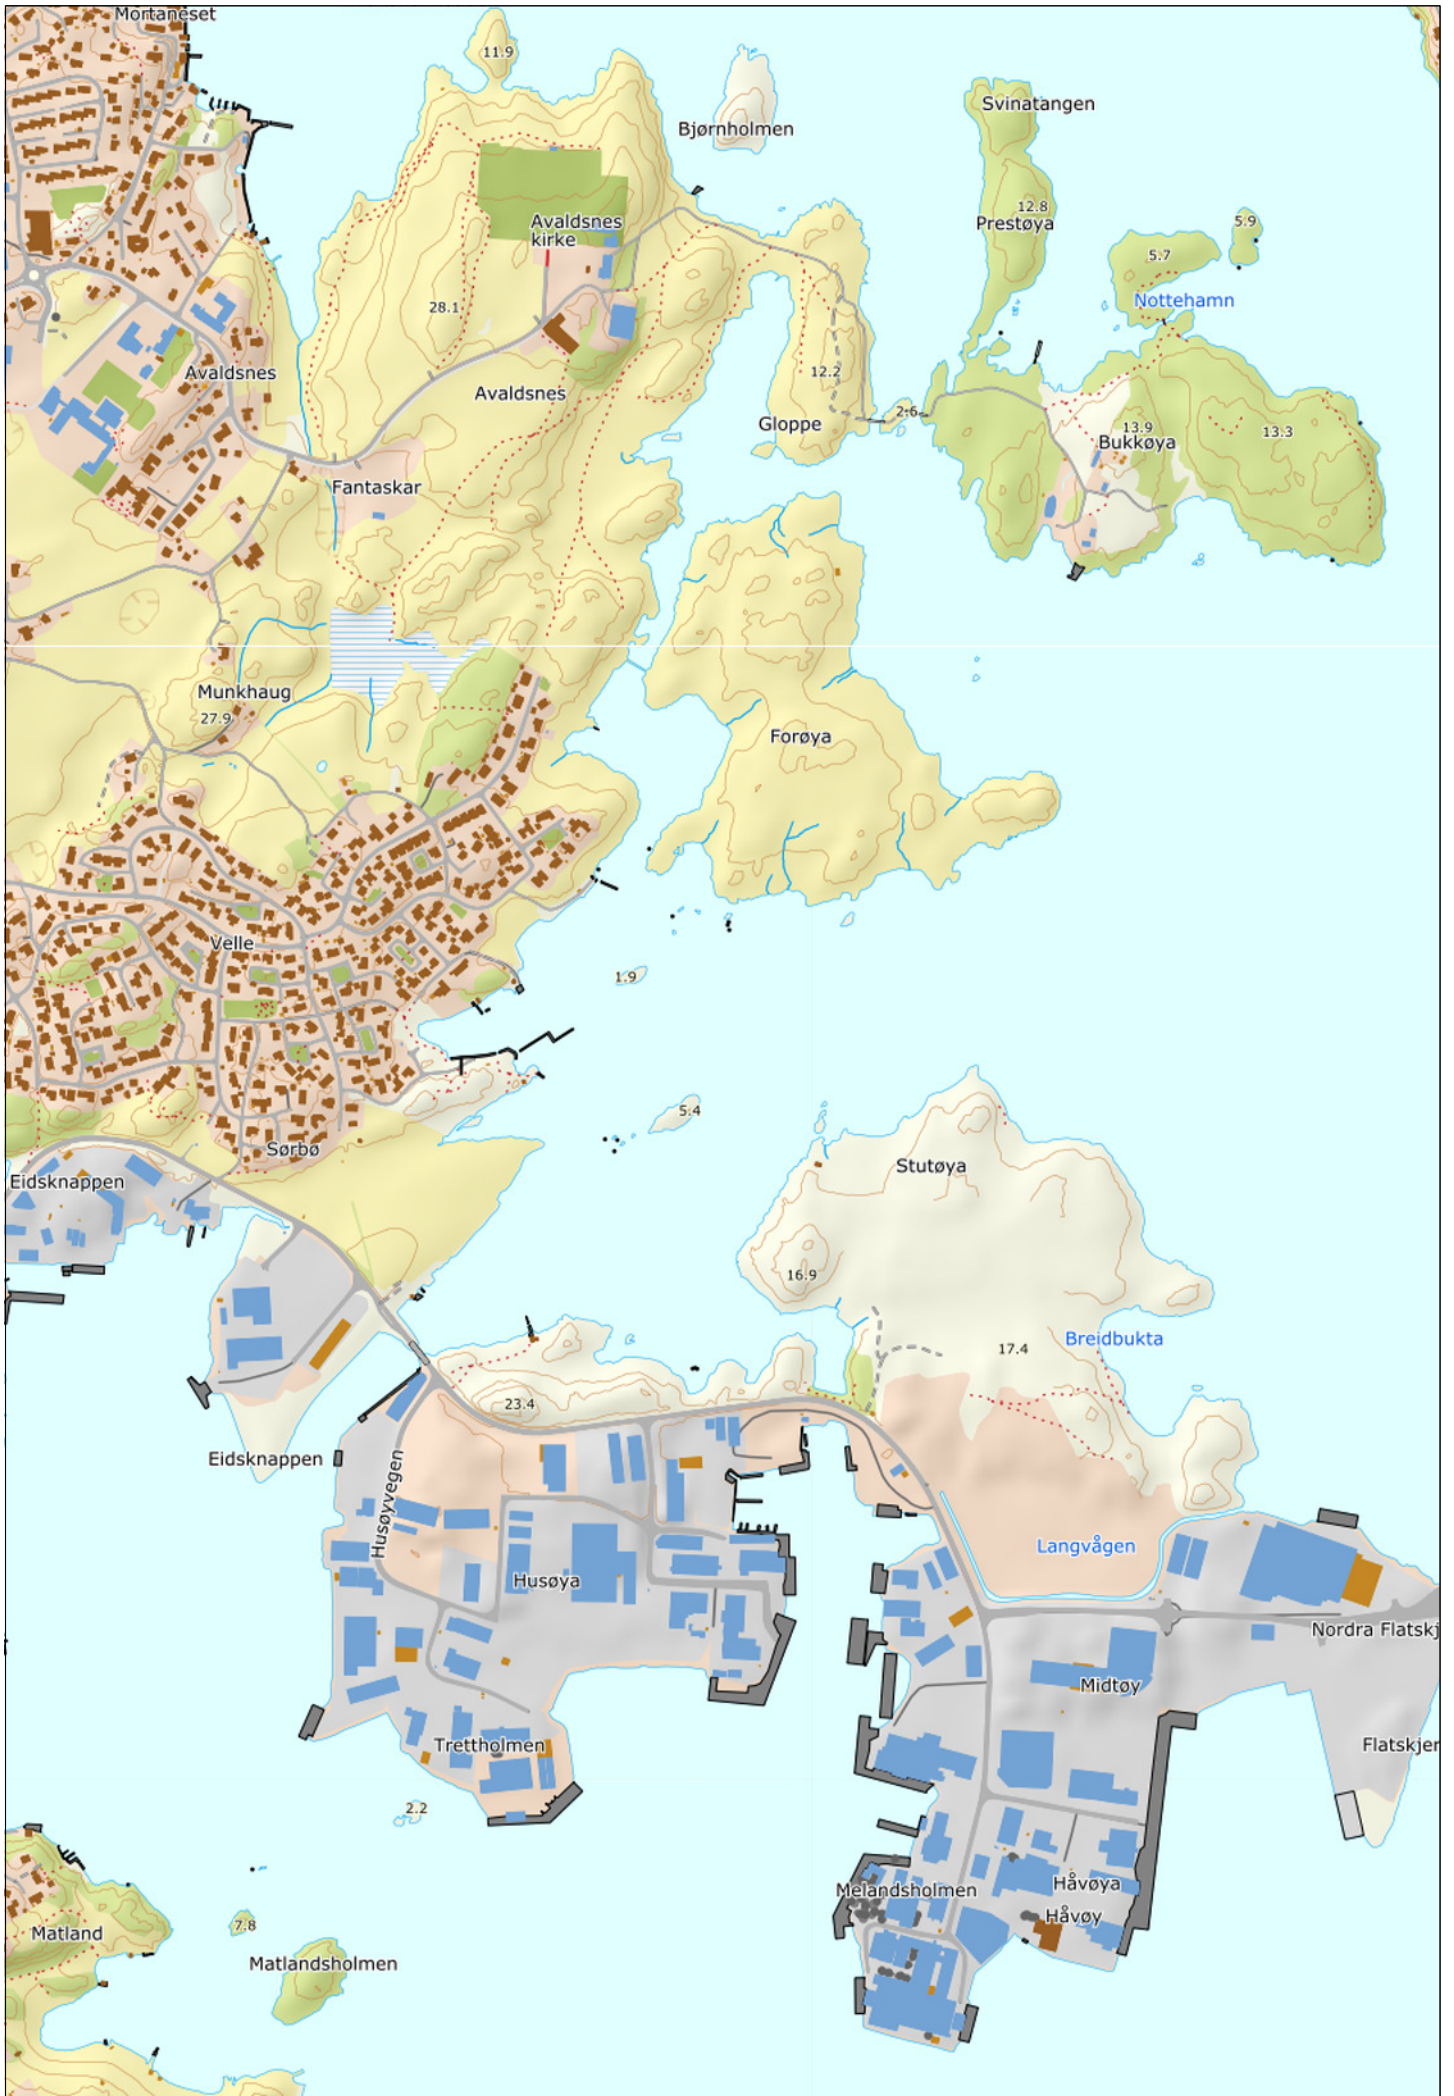 Mortaneset
11.9
Svinatangen
Bjørnholmen
12.8
Prestøya
Avaldsnes
kirke
5.9
5.7
Nottehamn
28.1
Avaldsnes
12.2
Avaldsnes
2.6
Gloppe
13.9
13.3
Bukkøya
Fantaskar
Munkhaug
27.9
Forøya
Velle
1.9
5.4
Sørbø
Stutøya
Eidsknappen
16.9
Breidbukta
17.4
23.4
Eidsknappen
Husøyvegen
Langvågen
Husøya
Nordra Flatskj
Midtøy
Trettholmen
Flatskjer
2.2
Håvøya
Melandsholmen
Håvøy
7.8
Matland
Matlandsholmen